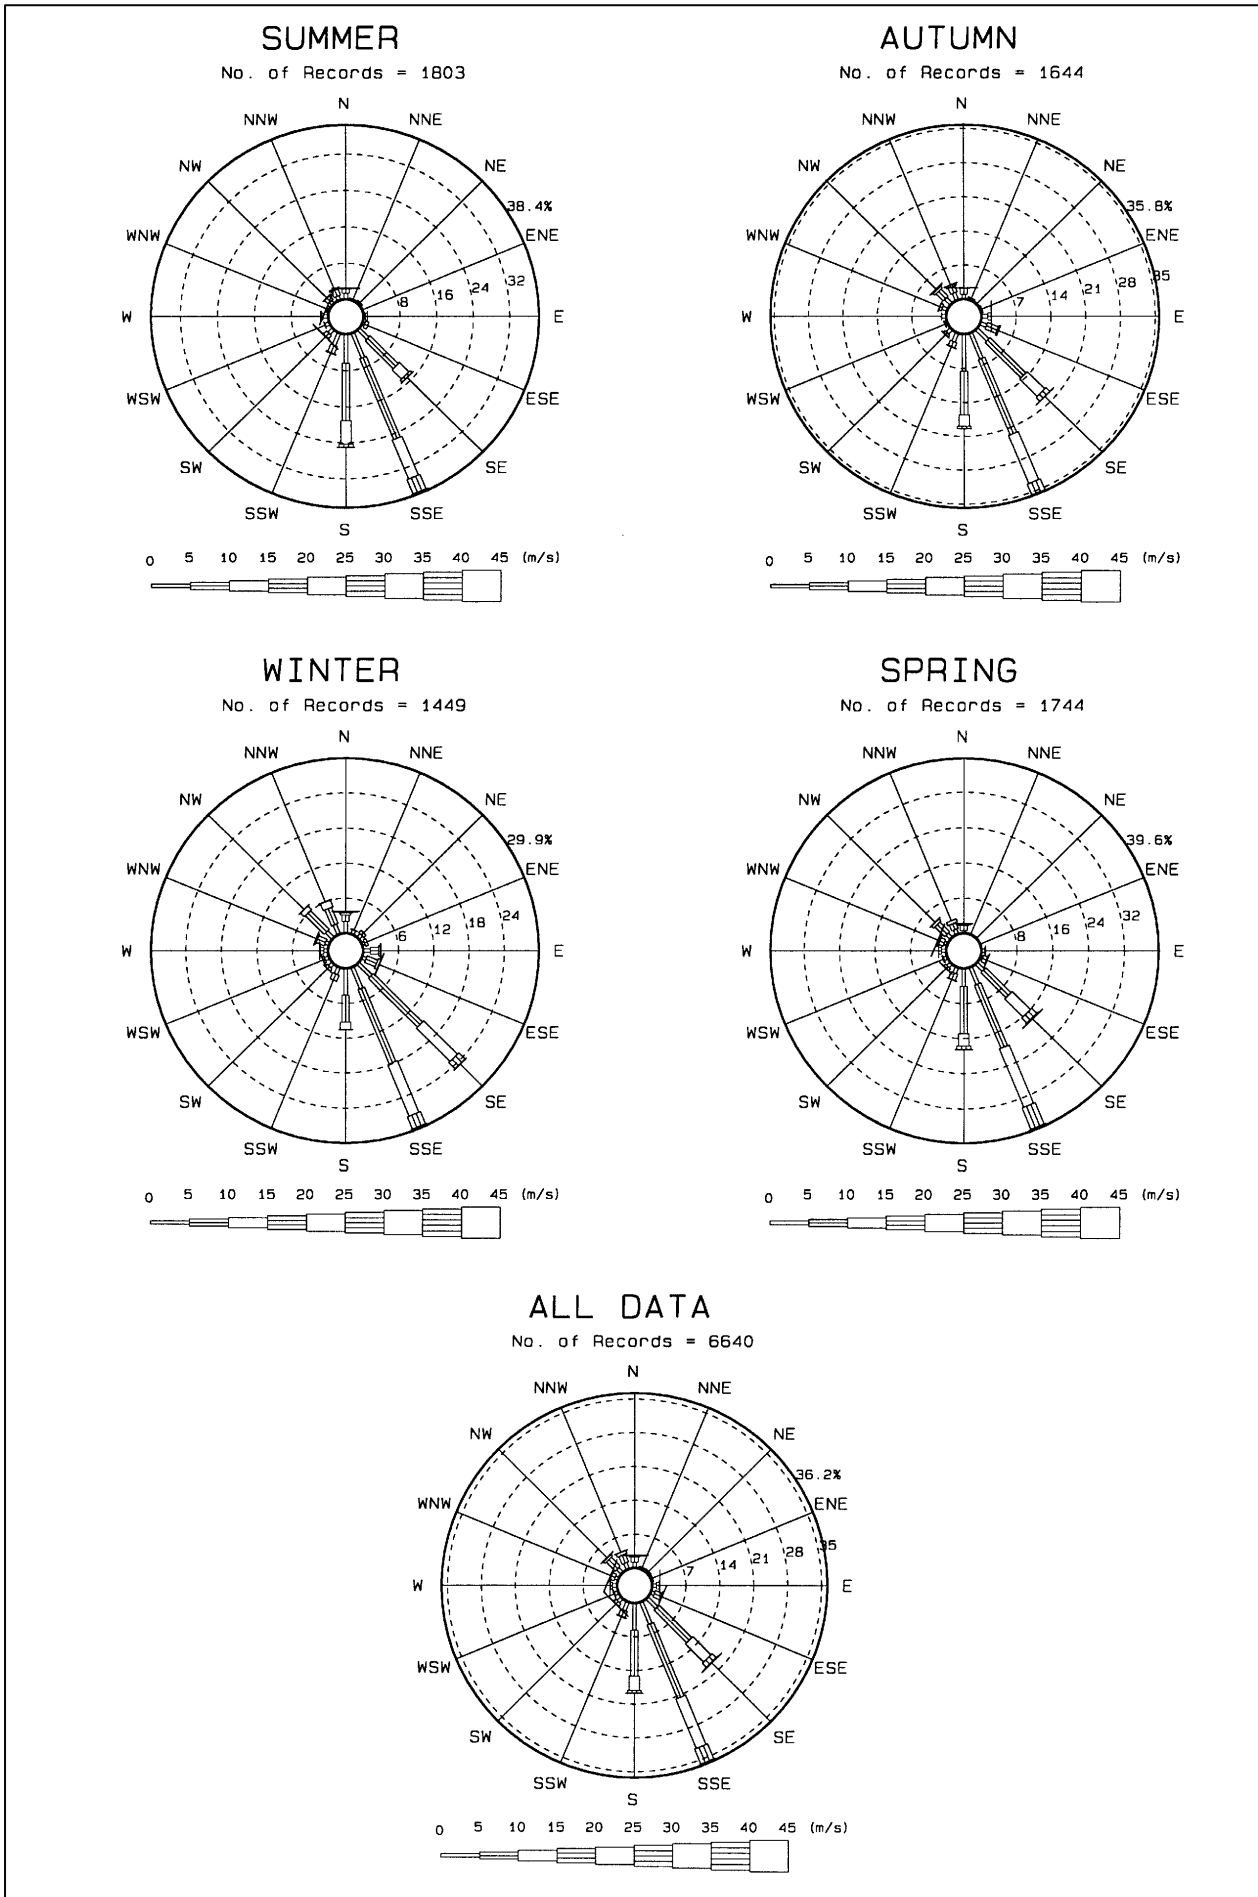 SUMMER
No. of Records = 1803
N
NNW NNE
NW NE
38.4%
WNW ENE
8 16 24 32
W E
WSW ESE
SW SE
SSW SSE
S
0 5 10 15 20 25 30 35 40 45 (m/s)
AUTUMN
No. of Records = 1644
N
NNW NNE
NW NE
35.8%
WNW ENE
7 14 21 28 35
W E
WSW ESE
SW SE
SSW SSE
S
0 5 10 15 20 25 30 35 40 45 (m/s)
WINTER
No. of Records = 1449
N
NNW NNE
NW NE
29.9%
WNW ENE
6 12 18 24
W E
WSW ESE
SW SE
SSW SSE
S
0 5 10 15 20 25 30 35 40 45 (m/s)
SPRING
No. of Records = 1744
N
NNW NNE
NW NE
39.6%
WNW ENE
8 16 24 32
W E
WSW ESE
SW SE
SSW SSE
S
0 5 10 15 20 25 30 35 40 45 (m/s)
ALL DATA
No. of Records = 6640
N
NNW NNE
NW NE
36.2%
WNW ENE
7 14 21 28 35
W E
WSW ESE
SW SE
SSW SSE
S
0 5 10 15 20 25 30 35 40 45 (m/s)